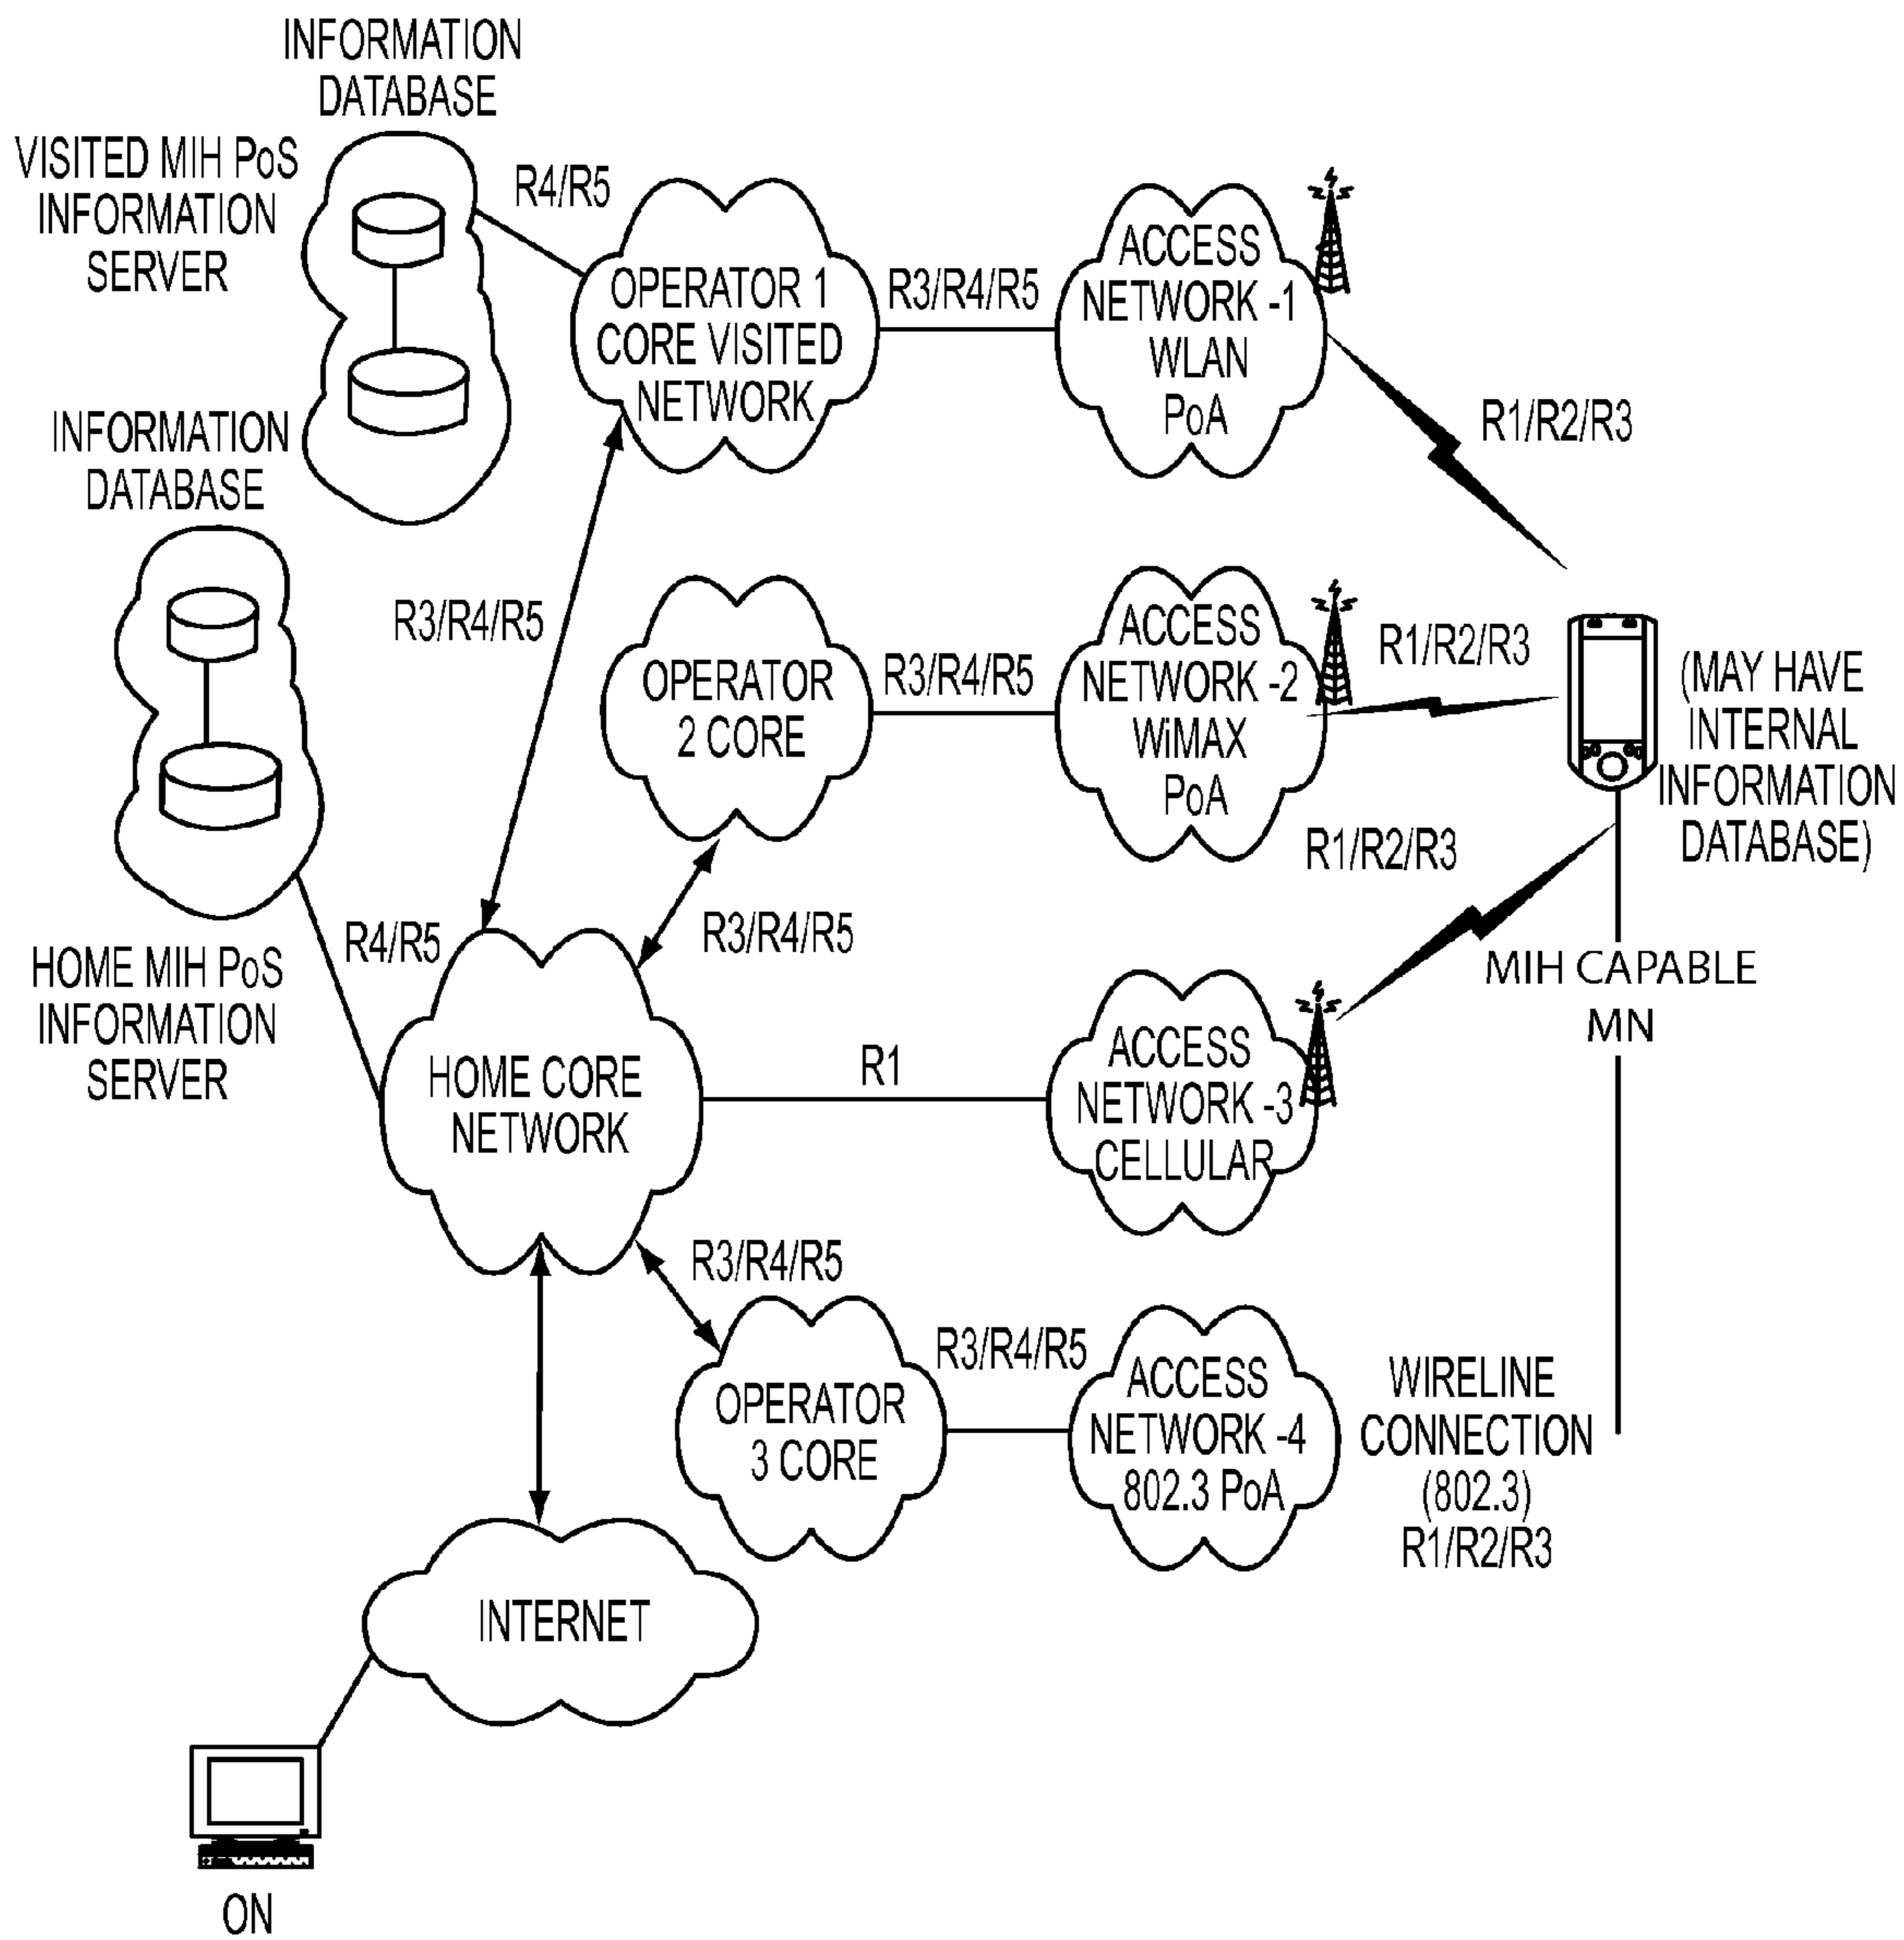 INFORMATION
DATABASE
VISITED MIH PoS
INFORMATION
SERVER
R4/R5
OPERATOR 1
CORE VISITED
NETWORK
R3/R4/R5
ACCESS
NETWORK -1
WLAN
PoA
R1/R2/R3
INFORMATION
DATABASE
HOME MIH PoS
INFORMATION
SERVER
R4/R5
R3/R4/R5
OPERATOR
2 CORE
R3/R4/R5
ACCESS
NETWORK -2
WiMAX
PoA
R1/R2/R3
(MAY HAVE
INTERNAL
INFORMATION
DATABASE)
R1/R2/R3
R3/R4/R5
MIH CAPABLE
MN
HOME CORE
NETWORK
R1
ACCESS
NETWORK -3
CELLULAR
R3/R4/R5
OPERATOR
3 CORE
R3/R4/R5
ACCESS
NETWORK -4
802.3 PoA
WIRELINE
CONNECTION
(802.3)
R1/R2/R3
INTERNET
ON